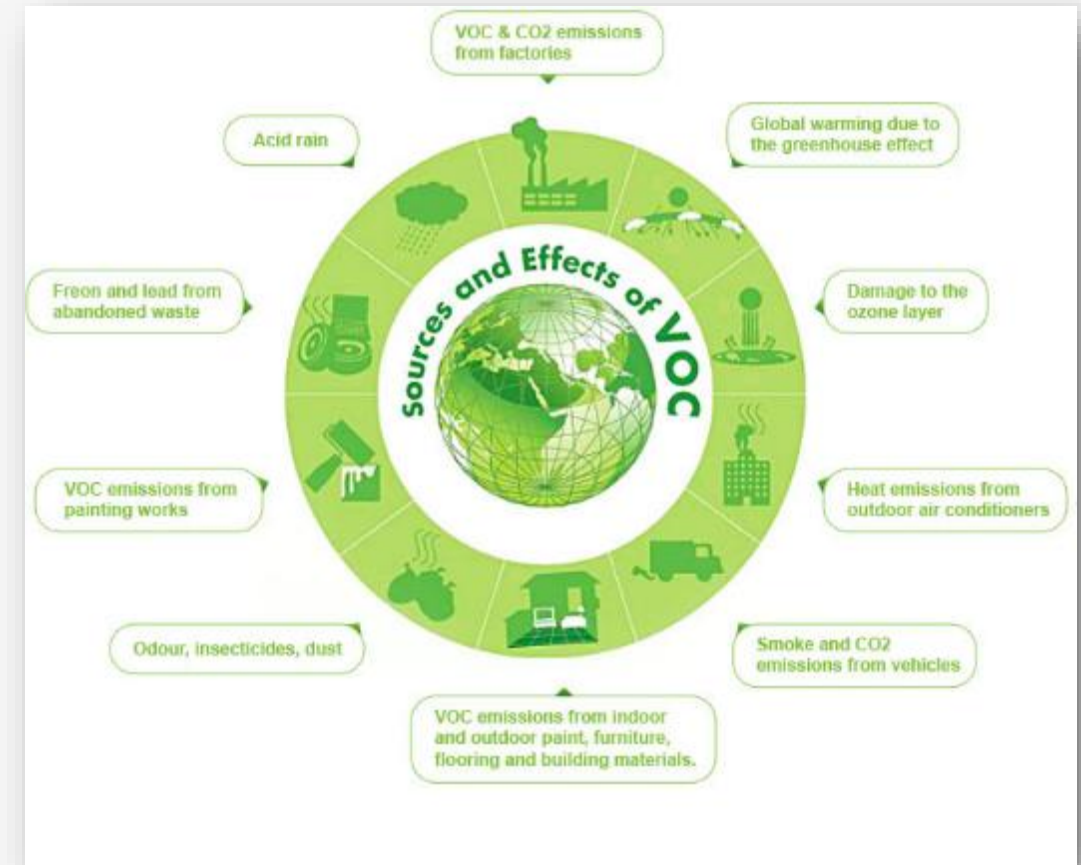 VOC & CO2 emissions
from factories
Acid rain
Global warming due to
the greenhouse effect
Sources and Effects of VOC
Freon and lead from
abandoned waste
Damage to the
ozone layer
VOC emissions from
painting works
Heat emissions from
outdoor air conditioners
Odour, insecticides, dust
Smoke and CO2
emissions from vehicles
VOC emissions from indoor
and outdoor paint, furniture,
flooring and building materials.